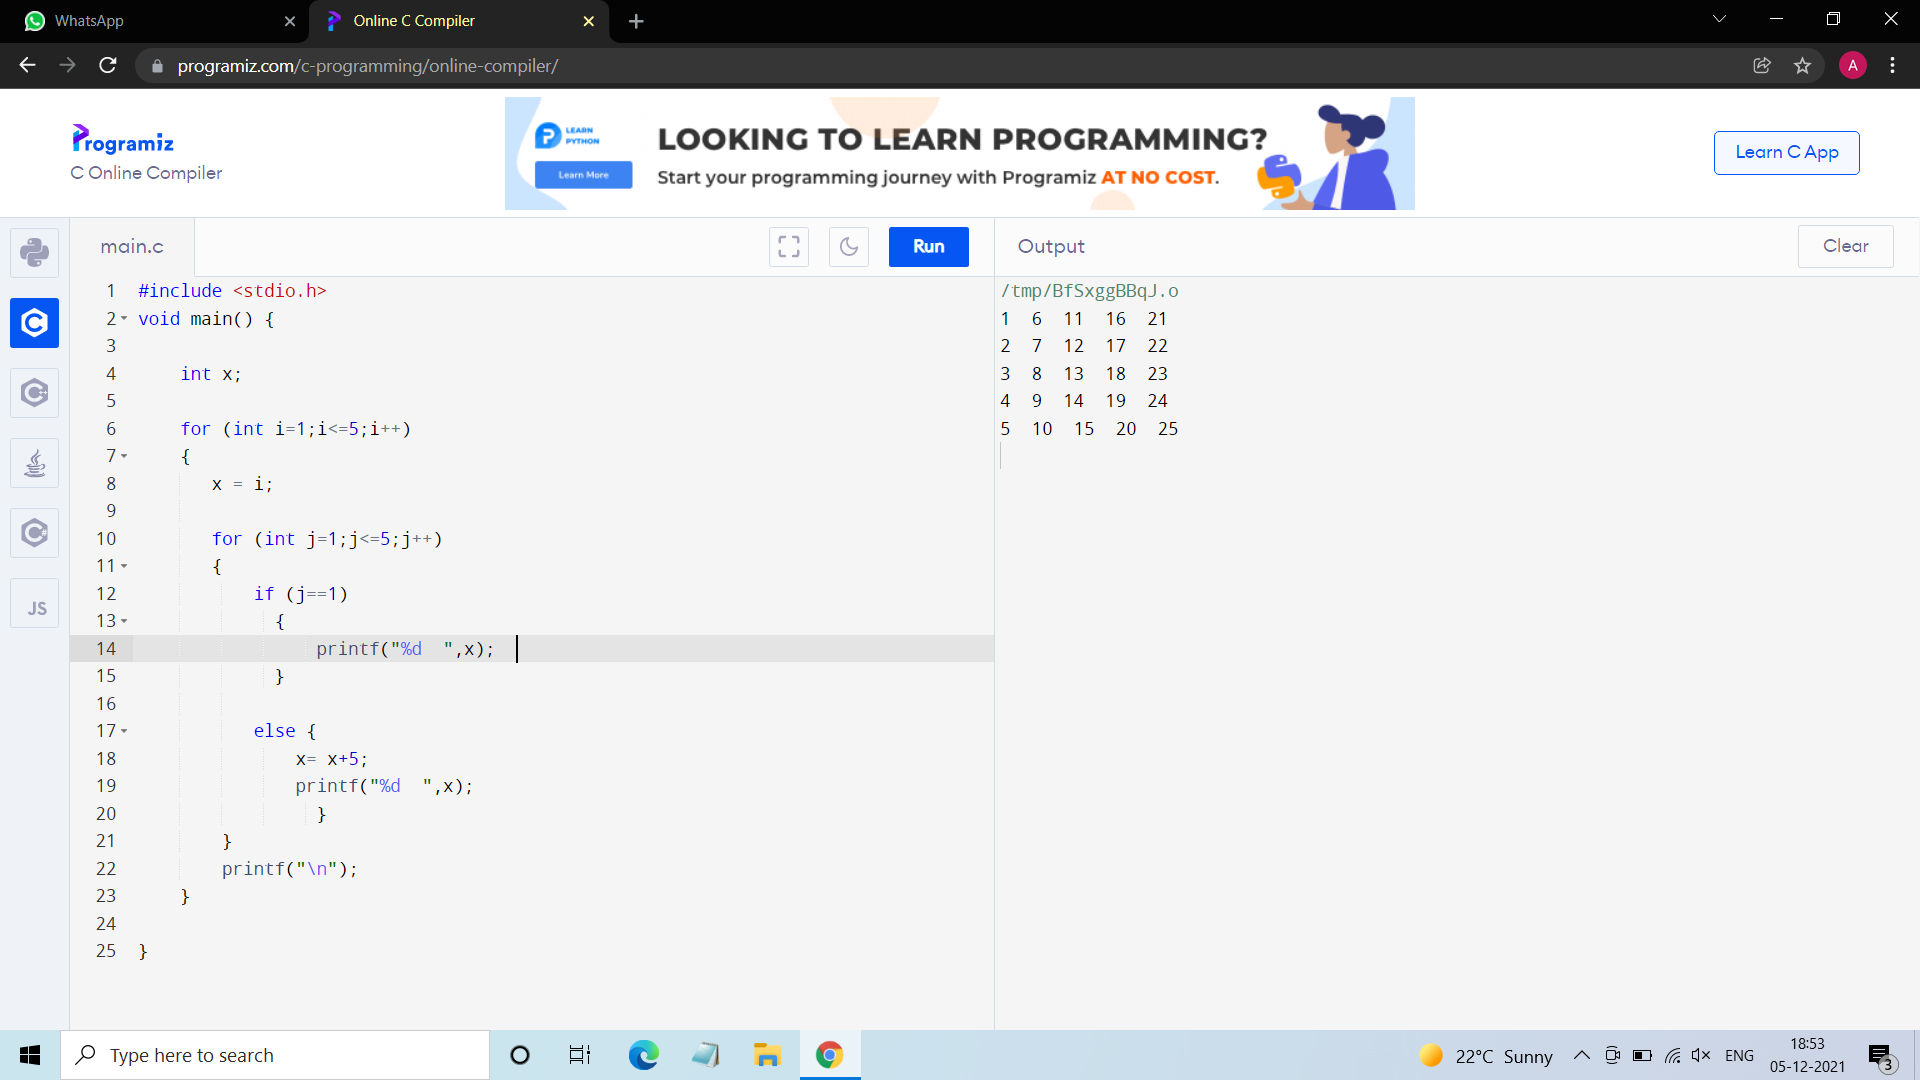 WhatsApp
Online C Compiler
programiz.com/c-programming/online-compiler/
A
Programiz
C Online Compiler
LEARN PYTHON
Learn More
LOOKING TO LEARN PROGRAMMING?
Start your programming journey with Programiz AT NO COST.
Learn C App
main.c
Run
Output
Clear
JS
1 #include <stdio.h>
2 void main() {
3
4 int x;
5
6 for (int i=1;i<=5;i++)
7 {
8 x = i;
9
10 for (int j=1;j<=5;j++)
11 {
12 if (j==1)
13 {
14 printf("%d  ",x);
15 }
16
17 else {
18 x= x+5;
19 printf("%d  ",x);
20 }
21 }
22 printf("\n");
23 }
24
25 }
/tmp/BfSxggBBqJ.o
1  6  11  16  21
2  7  12  17  22
3  8  13  18  23
4  9  14  19  24
5  10  15  20  25
Type here to search
22°C Sunny
ENG
18:53
05-12-2021
3